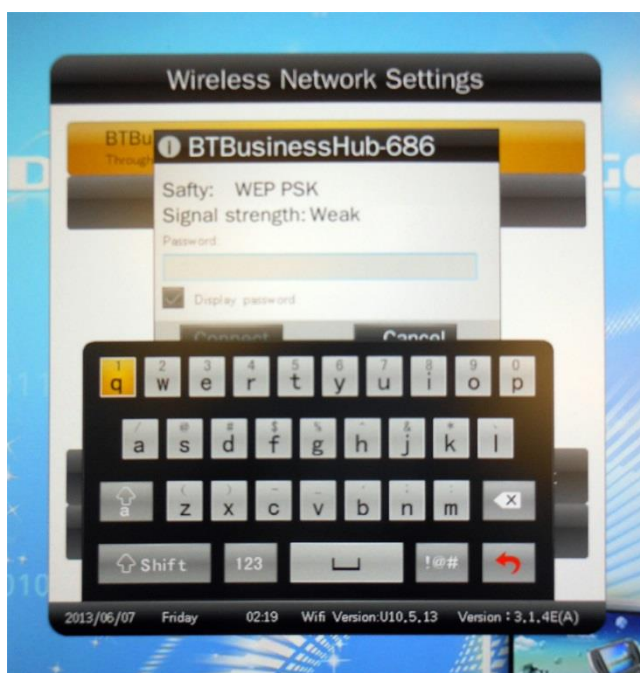 Wireless Network Settings
BTBu
Through
BTBusinessHub-686
Safty: WEP PSK
Signal strength: Weak
Password:
Display password
Connect Cancel
1 2 3 4 5 6 7 8 9 0
q w e r t y u i o p
/ @ # $ % ^ & * \
a s d f g h j k l
( ) - _
z x c v b n m
a
Shift 123 !@#
2013/06/07 Friday 02:19 Wifi Version:U10.5.13 Version : 3.1.4E(A)